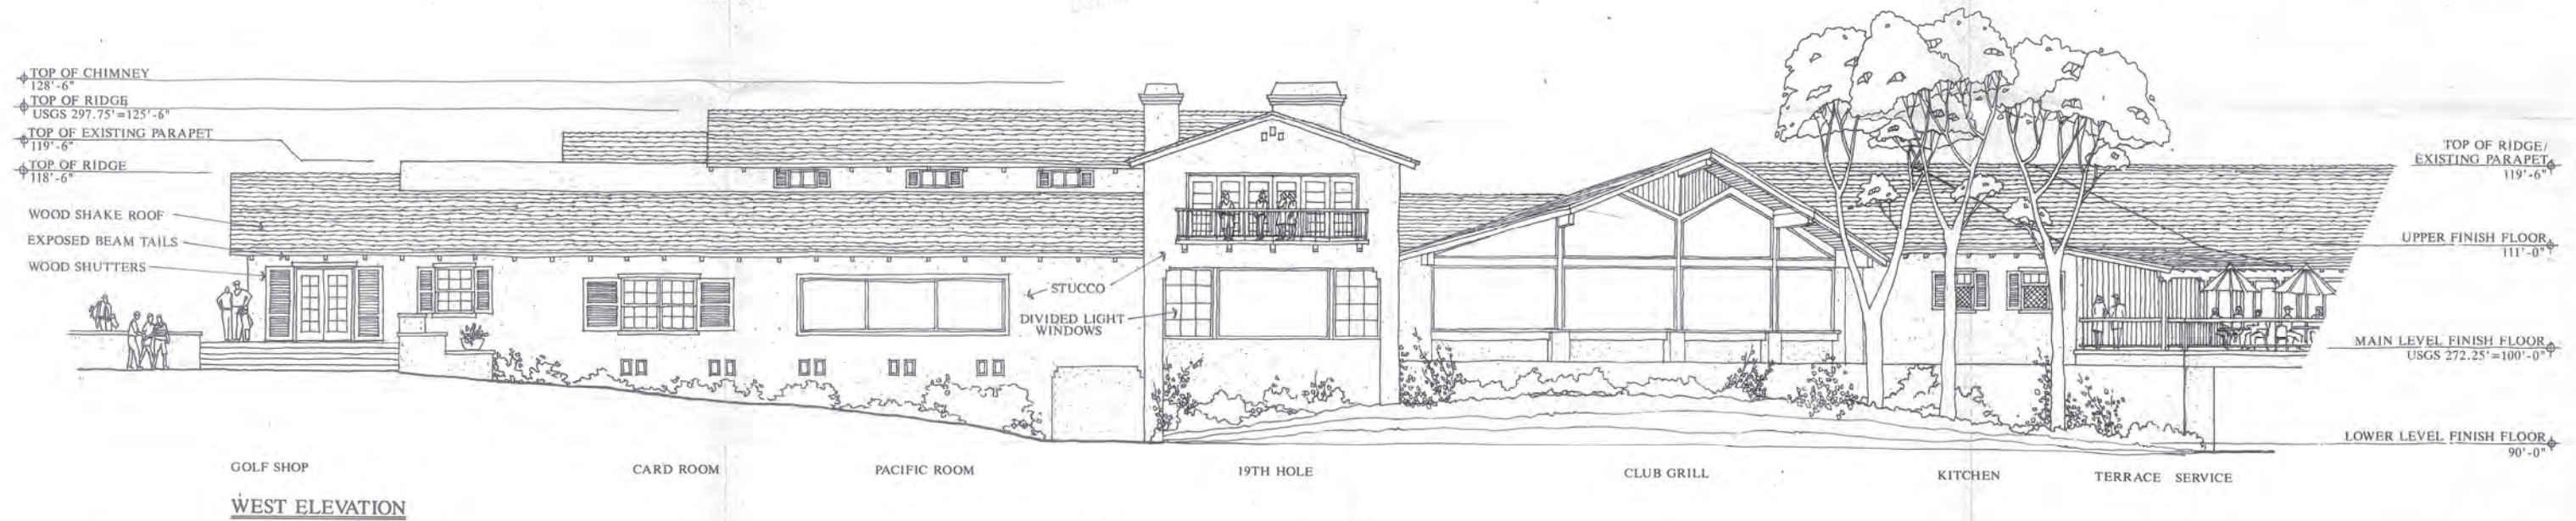 TOP OF CHIMNEY
128'-6"
TOP OF RIDGE
USGS 297.75'=125'-6"
TOP OF EXISTING PARAPET
119'-6"
TOP OF RIDGE
118'-6"
WOOD SHAKE ROOF
EXPOSED BEAM TAILS
WOOD SHUTTERS
STUCCO
DIVIDED LIGHT
WINDOWS
TOP OF RIDGE/
EXISTING PARAPET
119'-6"
UPPER FINISH FLOOR
111'-0"
MAIN LEVEL FINISH FLOOR
USGS 272.25'=100'-0"
LOWER LEVEL FINISH FLOOR
90'-0"
GOLF SHOP
CARD ROOM
PACIFIC ROOM
19TH HOLE
CLUB GRILL
KITCHEN
TERRACE SERVICE
WEST ELEVATION